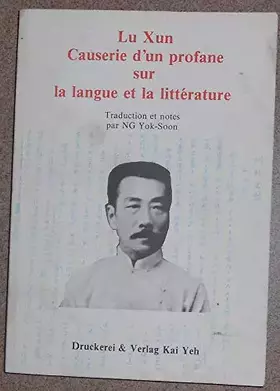 Lu Xun
Causerie d'un profane
sur
la langue et la littérature
Traduction et notes
par NG Yok-Soon
Druckerei & Verlag Kai Yeh